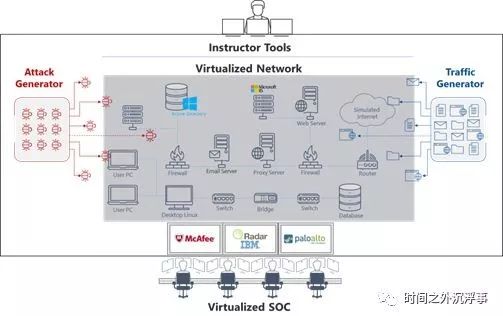 Instructor Tools
Virtualized Network
Attack
Generator
Traffic
Generator
Active Directory
Microsoft
IIS
Web Server
Simulated
Internet
User PC
Firewall
Email Server
Proxy Server
Firewall
Router
User PC
Desktop Linux
Switch
Bridge
Switch
Database
McAfee
Radar
IBM
paloalto
Virtualized SOC
时间之外沉浮事